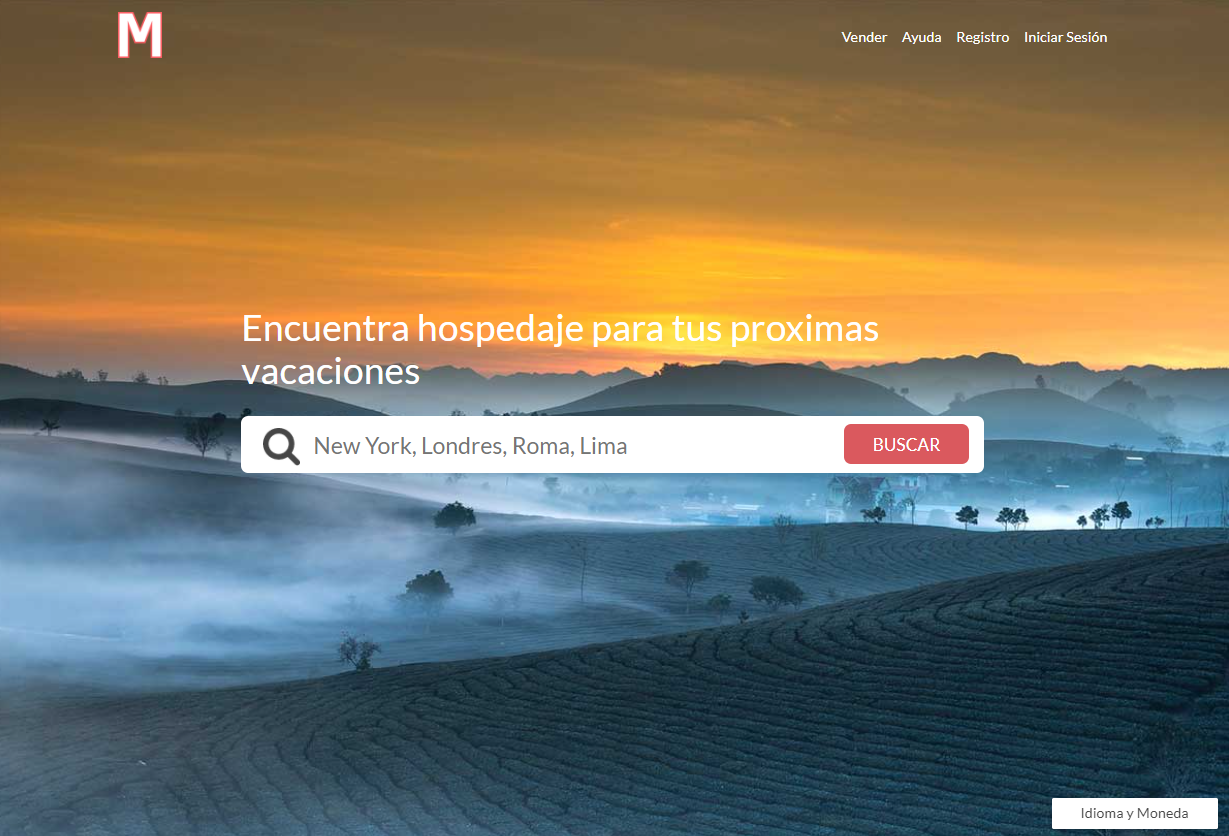 M
Vender Ayuda Registro Iniciar Sesión
Encuentra hospedaje para tus proximas
vacaciones
New York, Londres, Roma, Lima
BUSCAR
Idioma y Moneda